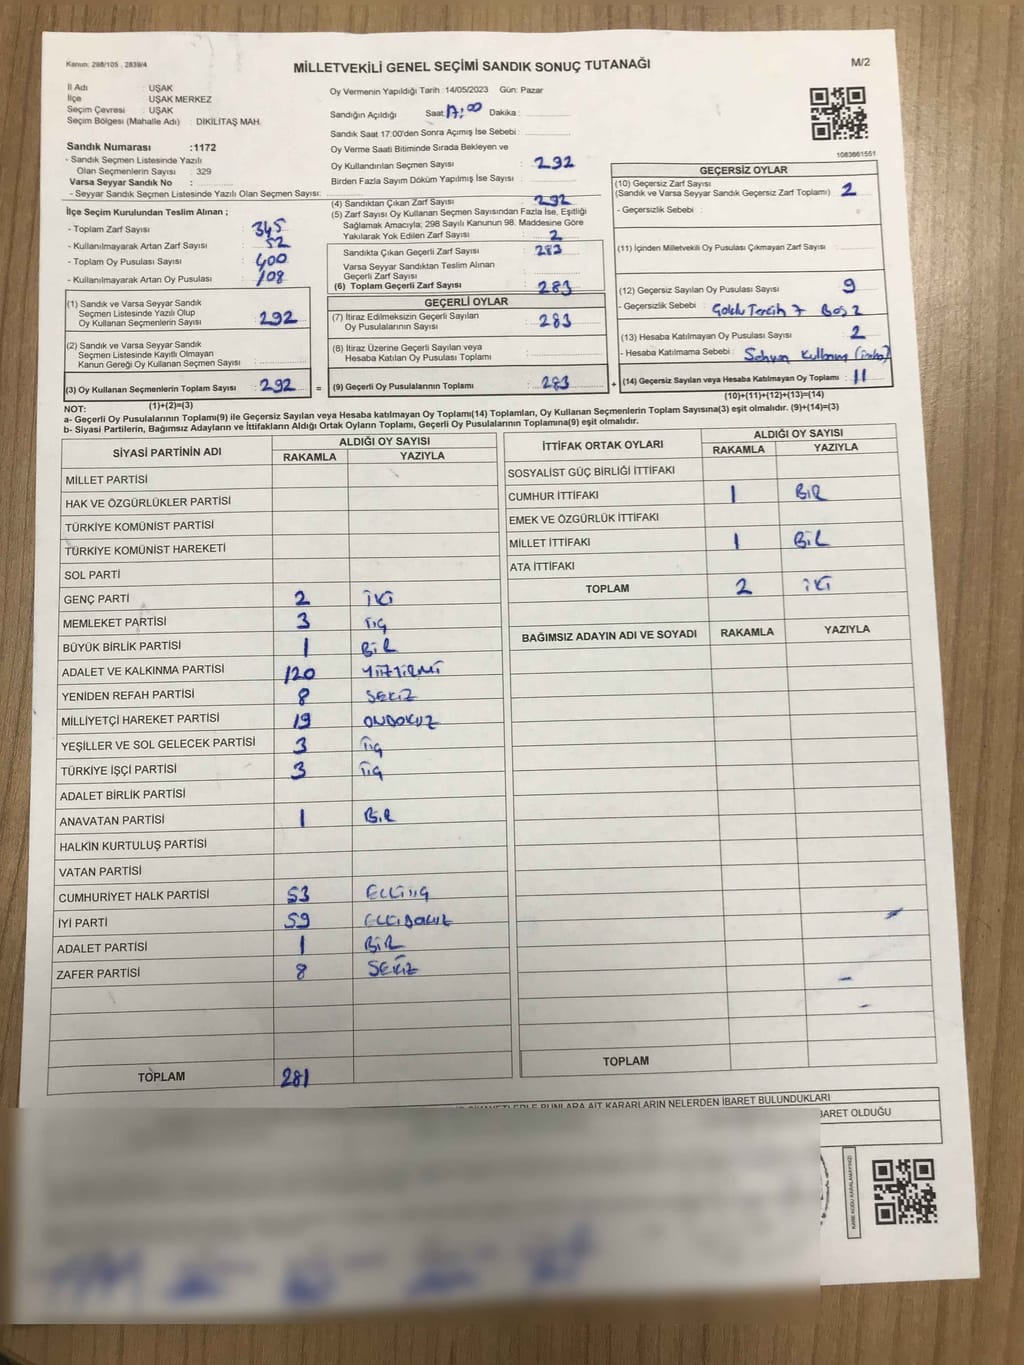 Kanun: 298/105 , 2839/4
MİLLETVEKİLİ GENEL SEÇİMİ SANDIK SONUÇ TUTANAĞI
M/2
İl Adı : UŞAK
İlçe UŞAK MERKEZ
Seçim Çevresi : UŞAK
Seçim Bölgesi (Mahalle Adı) : DİKİLİTAŞ MAH.
Sandık Numarası :1172
- Sandık Seçmen Listesinde Yazılı
Olan Seçmenlerin Sayısı : 329
Varsa Seyyar Sandık No :
- Seyyar Sandık Seçmen Listesinde Yazılı Olan Seçmen Sayısı:
İlçe Seçim Kurulundan Teslim Alınan ;
- Toplam Zarf Sayısı : 345
- Kullanılmayarak Artan Zarf Sayısı : 52
- Toplam Oy Pusulası Sayısı : 400
- Kullanılmayarak Artan Oy Pusulası : 108
(1) Sandık ve Varsa Seyyar Sandık
Seçmen Listesinde Yazılı Olup
Oy Kullanan Seçmenlerin Sayısı : 292
(2) Sandık ve Varsa Seyyar Sandık
Seçmen Listesinde Kayıtlı Olmayan
Kanun Gereği Oy Kullanan Seçmen Sayısı :
(3) Oy Kullanan Seçmenlerin Toplam Sayısı : 292 =
(1)+(2)=(3)
Oy Vermenin Yapıldığı Tarih : 14/05/2023 Gün: Pazar
Sandığın Açıldığı Saat: 17:00 Dakika :
Sandık Saat 17:00'den Sonra Açımış İse Sebebi :
Oy Verme Saati Bitiminde Sırada Bekleyen ve
Oy Kullandırılan Seçmen Sayısı : 292
Birden Fazla Sayım Döküm Yapılmış İse Sayısı :
(4) Sandıktan Çıkan Zarf Sayısı : 292
(5) Zarf Sayısı Oy Kullanan Seçmen Sayısından Fazla İse, Eşitliği
Sağlamak Amacıyla; 298 Sayılı Kanunun 98. Maddesine Göre
Yakılarak Yok Edilen Zarf Sayısı : 2
Sandıkta Çıkan Geçerli Zarf Sayısı : 283
Varsa Seyyar Sandıktan Teslim Alınan
Geçerli Zarf Sayısı
(6) Toplam Geçerli Zarf Sayısı : 283
GEÇERLİ OYLAR
(7) İtiraz Edilmeksizin Geçerli Sayılan
Oy Pusulalarının Sayısı : 283
(8) İtiraz Üzerine Geçerli Sayılan veya
Hesaba Katılan Oy Pusulası Toplamı :
(9) Geçerli Oy Pusulalarının Toplamı : 283 +
1083661551
GEÇERSİZ OYLAR
(10) Geçersiz Zarf Sayısı
(Sandık ve Varsa Seyyar Sandık Geçersiz Zarf Toplamı) : 2
- Geçersizlik Sebebi :
(11) İçinden Milletvekili Oy Pusulası Çıkmayan Zarf Sayısı :
(12) Geçersiz Sayılan Oy Pusulası Sayısı : 9
- Geçersizlik Sebebi : Çoklu Tercih 7 Boş 2
(13) Hesaba Katılmayan Oy Pusulası Sayısı : 2
- Hesaba Katılmama Sebebi :
(14) Geçersiz Sayılan veya Hesaba Katılmayan Oy Toplamı : 11
(10)+(11)+(12)+(13)=(14)
NOT:
a- Geçerli Oy Pusulalarının Toplamı(9) ile Geçersiz Sayılan veya Hesaba katılmayan Oy Toplamı(14) Toplamları, Oy Kullanan Seçmenlerin Toplam Sayısına(3) eşit olmalıdır. (9)+(14)=(3)
b- Siyasi Partilerin, Bağımsız Adayların ve İttifakların Aldığı Ortak Oyların Toplamı, Geçerli Oy Pusulalarının Toplamına(9) eşit olmalıdır.
SİYASİ PARTİNİN ADI ALDIĞI OY SAYISI
RAKAMLA YAZIYLA
MİLLET PARTİSİ
HAK VE ÖZGÜRLÜKLER PARTİSİ
TÜRKİYE KOMÜNİST PARTİSİ
TÜRKİYE KOMÜNİST HAREKETİ
SOL PARTİ
GENÇ PARTİ 2 İKİ
MEMLEKET PARTİSİ 3 ÜÇ
BÜYÜK BİRLİK PARTİSİ 1 BİR
ADALET VE KALKINMA PARTİSİ 120 YÜZYİRMİ
YENİDEN REFAH PARTİSİ 8 SEKİZ
MİLLİYETÇİ HAREKET PARTİSİ 19 ONDOKUZ
YEŞİLLER VE SOL GELECEK PARTİSİ 3 ÜÇ
TÜRKİYE İŞÇİ PARTİSİ 3 ÜÇ
ADALET BİRLİK PARTİSİ
ANAVATAN PARTİSİ 1 BİR
HALKIN KURTULUŞ PARTİSİ
VATAN PARTİSİ
CUMHURİYET HALK PARTİSİ 53 ELLİÜÇ
İYİ PARTİ 59 ELLİDOKUZ
ADALET PARTİSİ 1 BİR
ZAFER PARTİSİ 8 SEKİZ
TOPLAM 281
İTTİFAK ORTAK OYLARI ALDIĞI OY SAYISI
RAKAMLA YAZIYLA
SOSYALİST GÜÇ BİRLİĞİ İTTİFAKI
CUMHUR İTTİFAKI 1 BİR
EMEK VE ÖZGÜRLÜK İTTİFAKI
MİLLET İTTİFAKI 1 BİR
ATA İTTİFAKI
TOPLAM 2 İKİ
BAĞIMSIZ ADAYIN ADI VE SOYADI RAKAMLA YAZIYLA
TOPLAM
BUNLARA AİT KARARLARIN NELERDEN İBARET BULUNDUKLARI
İBARET OLDUĞU
KARE KODU KARALAMAYINIZ!